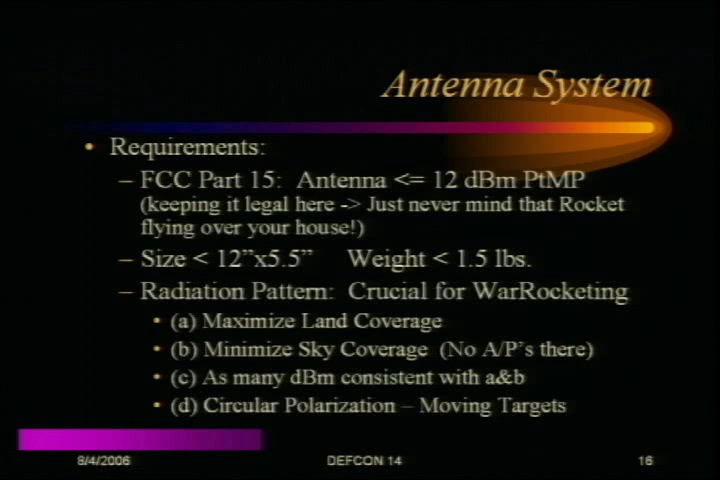 Antenna System
• Requirements:
– FCC Part 15: Antenna <= 12 dBm PtMP
(keeping it legal here -> Just never mind that Rocket
flying over your house!)
– Size < 12”x5.5” Weight < 1.5 lbs.
– Radiation Pattern: Crucial for WarRocketing
• (a) Maximize Land Coverage
• (b) Minimize Sky Coverage (No A/P’s there)
• (c) As many dBm consistent with a&b
• (d) Circular Polarization – Moving Targets
8/4/2006 DEFCON 14 16